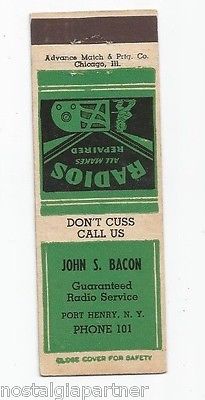 Advance Match & Prtg. Co.
Chicago, Ill.
RADIOS
ALL MAKES
REPAIRED
DON'T CUSS
CALL US
JOHN S. BACON
Guaranteed
Radio Service
PORT HENRY, N. Y.
PHONE 101
CLOSE COVER FOR SAFETY
© nostalgiapartner